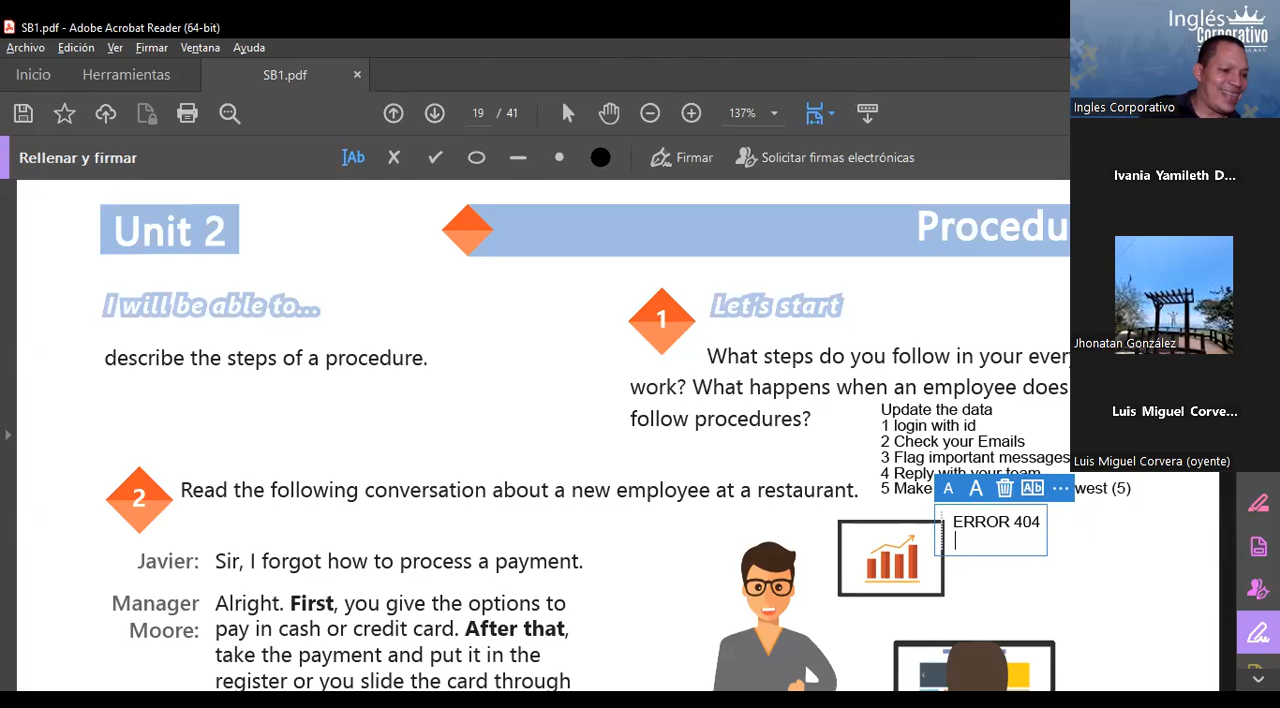 SB1.pdf - Adobe Acrobat Reader (64-bit)
Archivo Edición Ver Firmar Ventana Ayuda
Inicio Herramientas SB1.pdf ×
19 / 41 137%
Rellenar y firmar
Ab
Firmar
Solicitar firmas electrónicas
Unit 2
Procedu
I will be able to...
describe the steps of a procedure.
1
Let's start
What steps do you follow in your every
work? What happens when an employee does
follow procedures?
Update the data
1 login with id
2 Check your Emails
3 Flag important messages
4 Reply with your team
5 Make
west (5)
A A Ab ...
ERROR 404
2
Read the following conversation about a new employee at a restaurant.
Javier: Sir, I forgot how to process a payment.
Manager Alright. First, you give the options to
Moore: pay in cash or credit card. After that,
take the payment and put it in the
register or you slide the card through
Inglés
Corporativo
Ingles Corporativo
Ivania Yamileth D...
Jhonatan González
Luis Miguel Corve...
Luis Miguel Corvera (oyente)